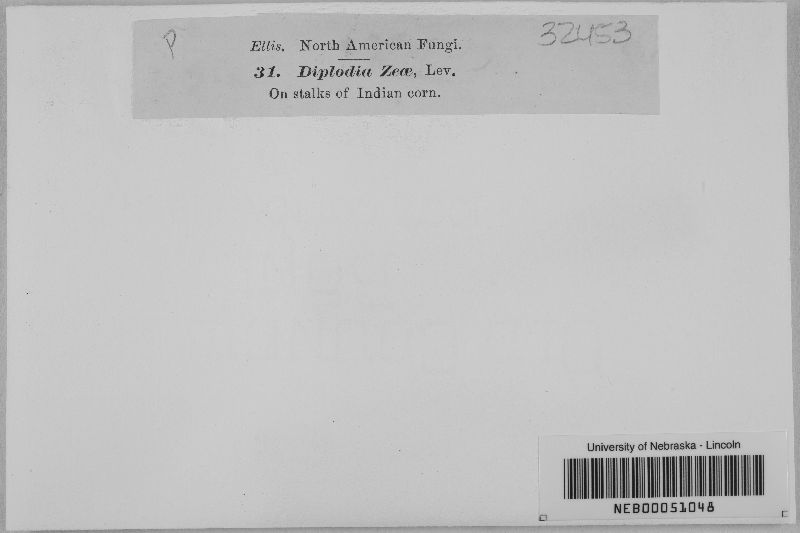 P
32453
Ellis. North American Fungi.
31. Diplodia Zeæ, Lev.
On stalks of Indian corn.
University of Nebraska - Lincoln
NEB00051048